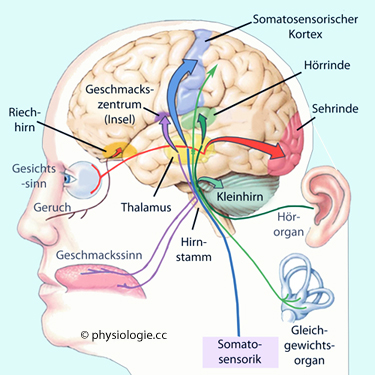 Somatosensorischer
Kortex
Hörrinde
Geschmacks-
zentrum
(Insel)
Sehrinde
Riech-
hirn
Gesichts
-sinn
Geruch
Thalamus
Kleinhirn
Hör-
organ
Hirn-
stamm
Geschmackssinn
© physiologie.cc
Somato-
sensorik
Gleich-
gewichts-
organ